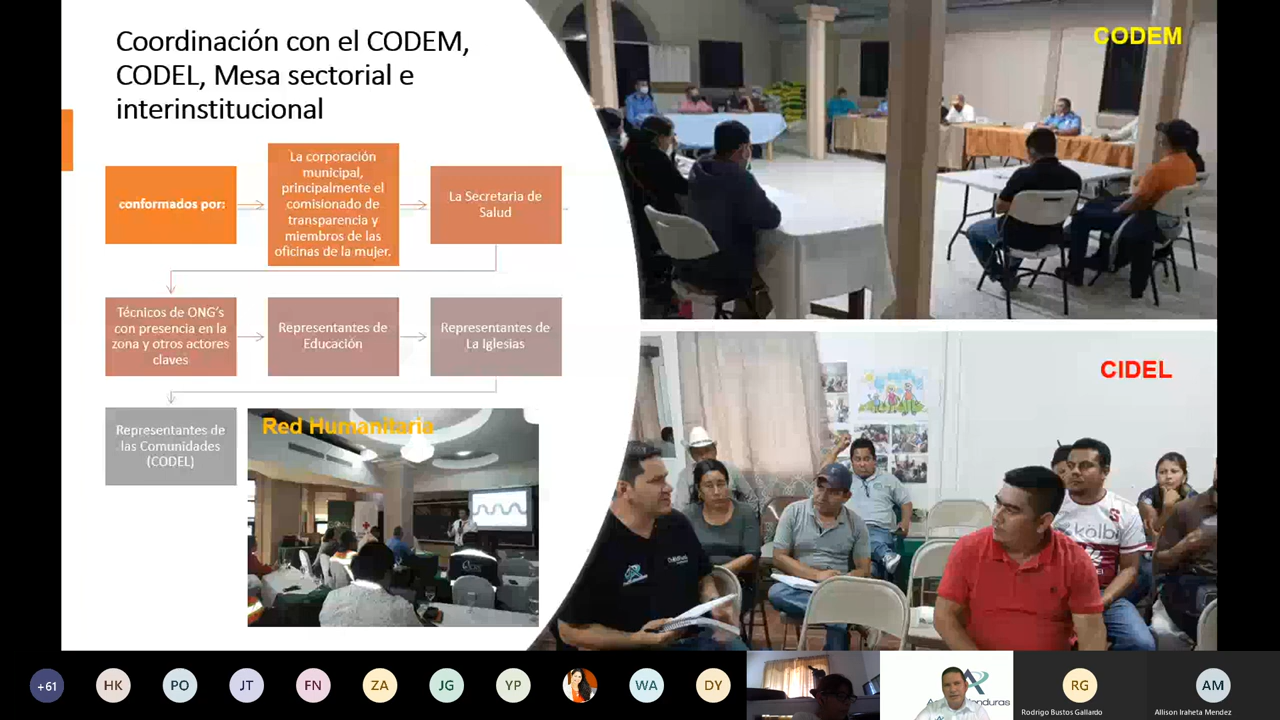 Coordinación con el CODEM,
CODEL, Mesa sectorial e
interinstitucional
conformados por:
La corporación
municipal,
principalmente el
comisionado de
transparencia y
miembros de las
oficinas de la mujer.
La Secretaria de
Salud
Técnicos de ONG's
con presencia en la
zona y otros actores
claves
Representantes de
Educación
Representantes de
La Iglesias
Representantes de
las Comunidades
(CODEL)
Red Humanitaria
CODEM
CIDEL
kölbi
+61
HK
PO
JT
FN
ZA
JG
YP
WA
DY
RG
Rodrigo Bustos Gallardo
AM
Allison Iraheta Mendez